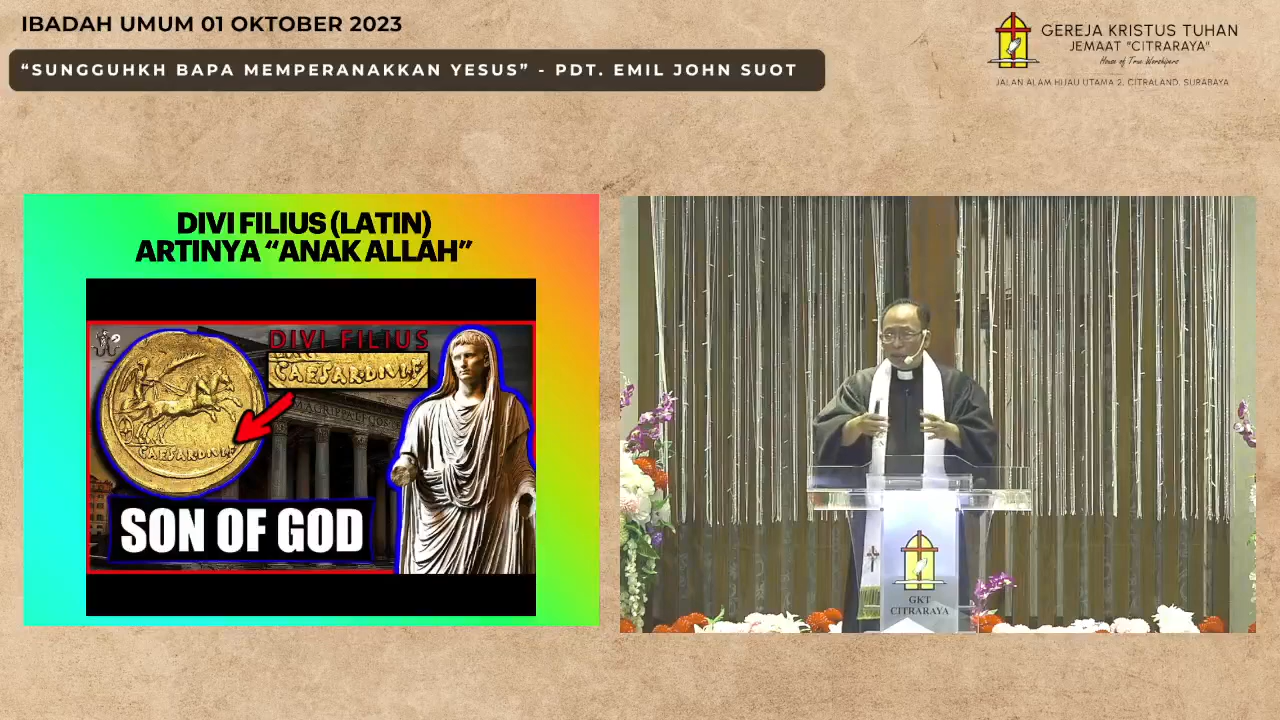 IBADAH UMUM 01 OKTOBER 2023
"SUNGGUHKH BAPA MEMPERANAKKAN YESUS" - PDT. EMIL JOHN SUOT
GEREJA KRISTUS TUHAN
JEMAAT "CITRARAYA"
House of True Worshipers
JALAN ALAM HIJAU UTAMA 2, CITRALAND, SURABAYA
DIVI FILIUS (LATIN)
ARTINYA “ANAK ALLAH”
?
DIVI FILIUS
CAESAR·DIVI·F
M·AGRIPPA·L·F·COS
CAESAR·DIVI·F
SON OF GOD
GKT
CITRARAYA